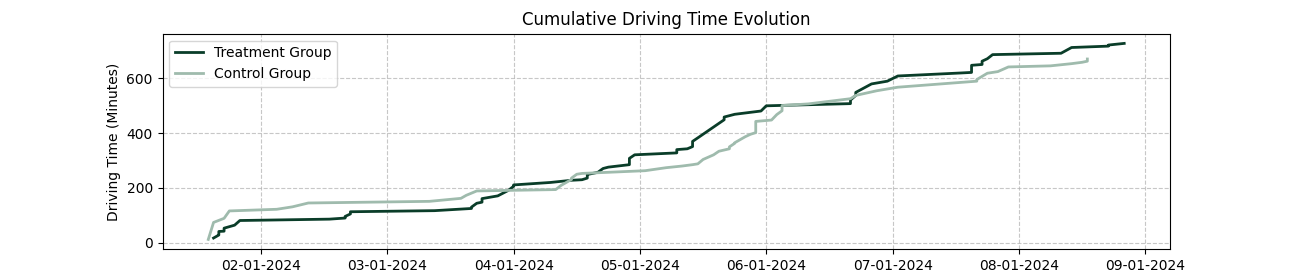 Cumulative Driving Time Evolution
Treatment Group
Control Group
Driving Time (Minutes)
600
400
200
0
02-01-2024 03-01-2024 04-01-2024 05-01-2024 06-01-2024 07-01-2024 08-01-2024 09-01-2024